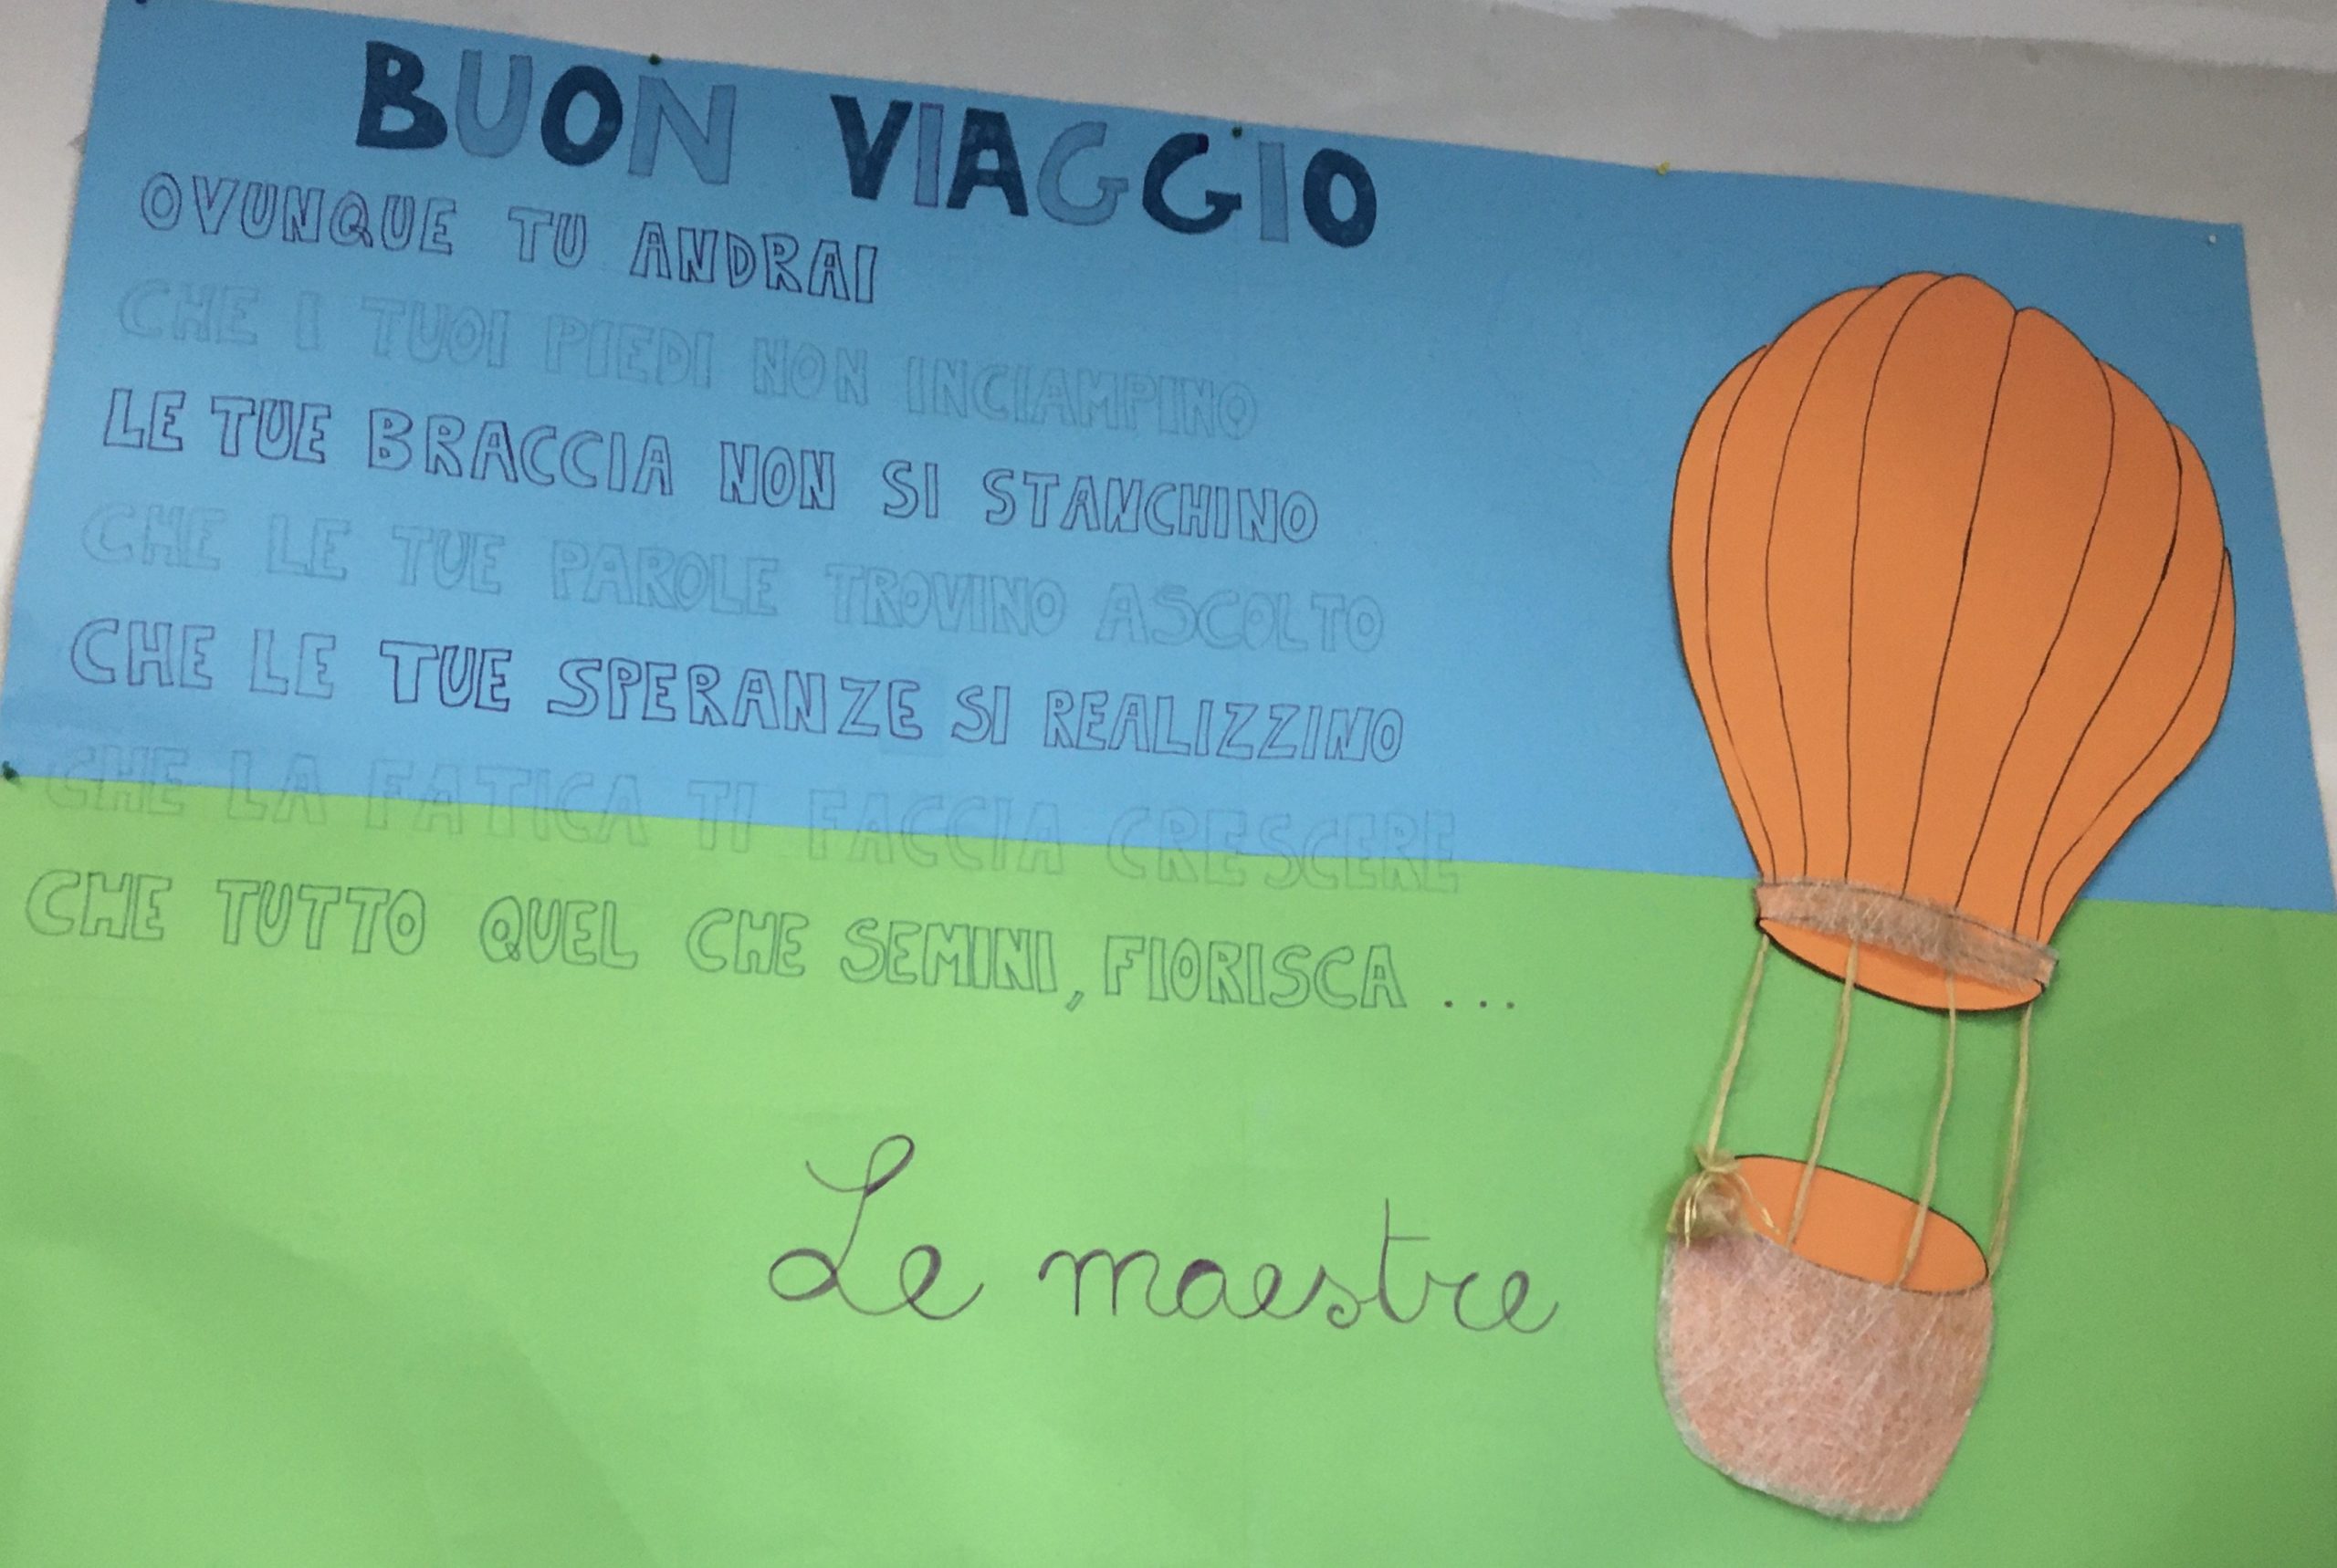 BUON VIAGGIO
OVUNQUE TU ANDRAI
CHE I TUOI PIEDI NON INCIAMPINO
LE TUE BRACCIA NON SI STANCHINO
CHE LE TUE PAROLE TROVINO ASCOLTO
CHE LE TUE SPERANZE SI REALIZZINO
CHE LA FATICA TI FACCIA CRESCERE
CHE TUTTO QUEL CHE SEMINI, FIORISCA ...
Le maestre